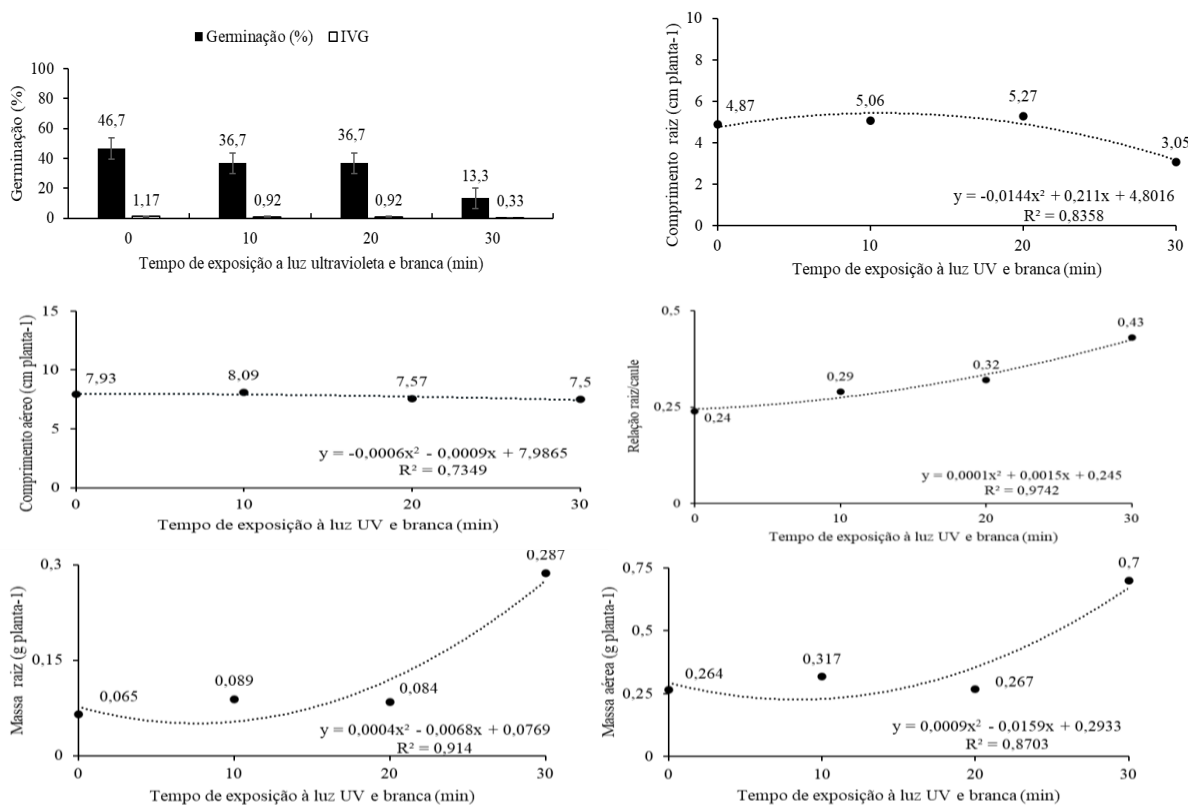 Germinação (%) IVG
Germinação (%)
100
80
60
40
20
0
46,7
1,17
36,7
0,92
36,7
0,92
13,3
0,33
0 10 20 30
Tempo de exposição a luz ultravioleta e branca (min)
Comprimento raiz (cm planta-1)
10
8
6
4
2
0
4,87
5,06
5,27
3,05
y = -0,0144x² + 0,211x + 4,8016
R² = 0,8358
0 10 20 30
Tempo de exposição à luz UV e branca (min)
Comprimento aéreo (cm planta-1)
15
10
5
0
7,93
8,09
7,57
7,5
y = -0,0006x² - 0,0009x + 7,9865
R² = 0,7349
0 10 20 30
Tempo de exposição à luz UV e branca (min)
Relação raiz/caule
0,5
0,25
0
0,24
0,29
0,32
0,43
y = 0,0001x² + 0,0015x + 0,245
R² = 0,9742
0 10 20 30
Tempo de exposição à luz UV e branca (min)
Massa raiz (g planta-1)
0,3
0,15
0
0,065
0,089
0,084
0,287
y = 0,0004x² - 0,0068x + 0,0769
R² = 0,914
0 10 20 30
Tempo de exposição à luz UV e branca (min)
Massa aérea (g planta-1)
0,75
0,5
0,25
0
0,264
0,317
0,267
0,7
y = 0,0009x² - 0,0159x + 0,2933
R² = 0,8703
0 10 20 30
Tempo de exposição à luz UV e branca (min)